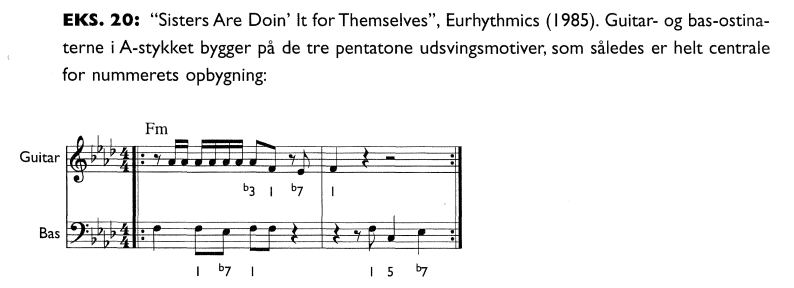 EKS. 20: “Sisters Are Doin’ It for Themselves”, Eurhythmics (1985). Guitar- og bas-ostina-
terne i A-stykket bygger på de tre pentatone udsvingsmotiver, som således er helt centrale
for nummerets opbygning:
Fm
Guitar
b3 1 b7 1
Bas
1 b7 1 1 5 b7